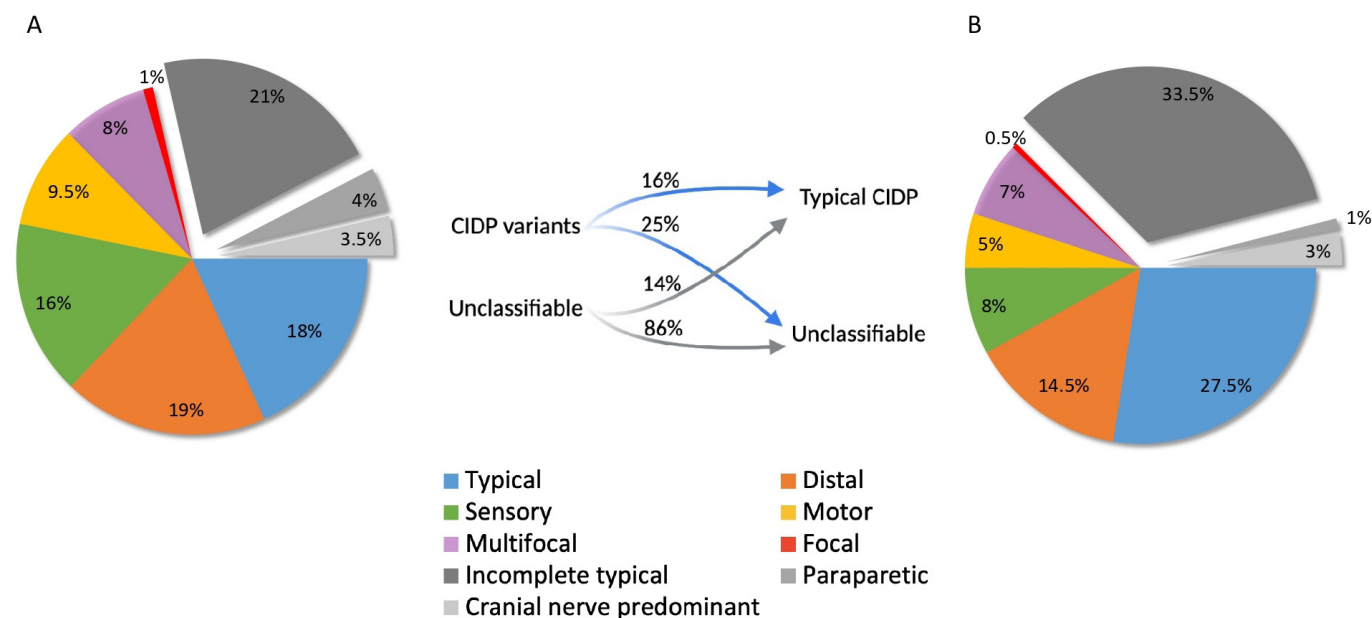 A
B
1%
21%
8%
4%
9.5%
3.5%
16%
18%
19%
16%
CIDP variants
25%
Typical CIDP
14%
Unclassifiable
86%
Unclassifiable
33.5%
0.5%
7%
1%
5%
3%
8%
14.5%
27.5%
Typical
Distal
Sensory
Motor
Multifocal
Focal
Incomplete typical
Paraparetic
Cranial nerve predominant